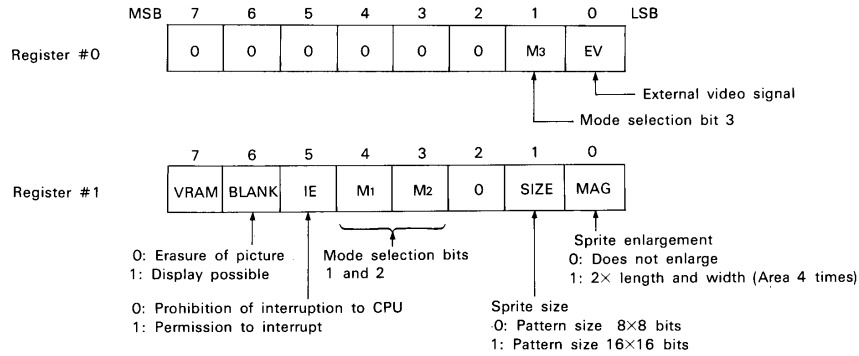 MSB 7 6 5 4 3 2 1 0 LSB
Register #0
0 0 0 0 0 0 M3 EV
External video signal
Mode selection bit 3
7 6 5 4 3 2 1 0
Register #1
VRAM BLANK IE M1 M2 0 SIZE MAG
0: Erasure of picture
1: Display possible
Mode selection bits
1 and 2
Sprite enlargement
0: Does not enlarge
1: 2× length and width (Area 4 times)
0: Prohibition of interruption to CPU
1: Permission to interrupt
Sprite size
0: Pattern size 8×8 bits
1: Pattern size 16×16 bits